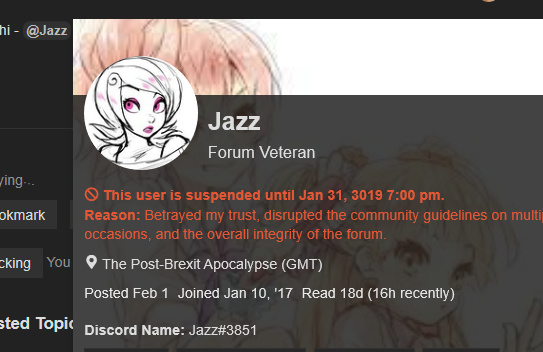 hi - @Jazz
Jazz
Forum Veteran
This user is suspended until Jan 31, 3019 7:00 pm.
Reason: Betrayed my trust, disrupted the community guidelines on
occasions, and the overall integrity of the forum.
The Post-Brexit Apocalypse (GMT)
Posted Feb 1 Joined Jan 10, '17 Read 18d (16h recently)
Discord Name: Jazz#3851
ying...
okmark
cking You
sted Topic